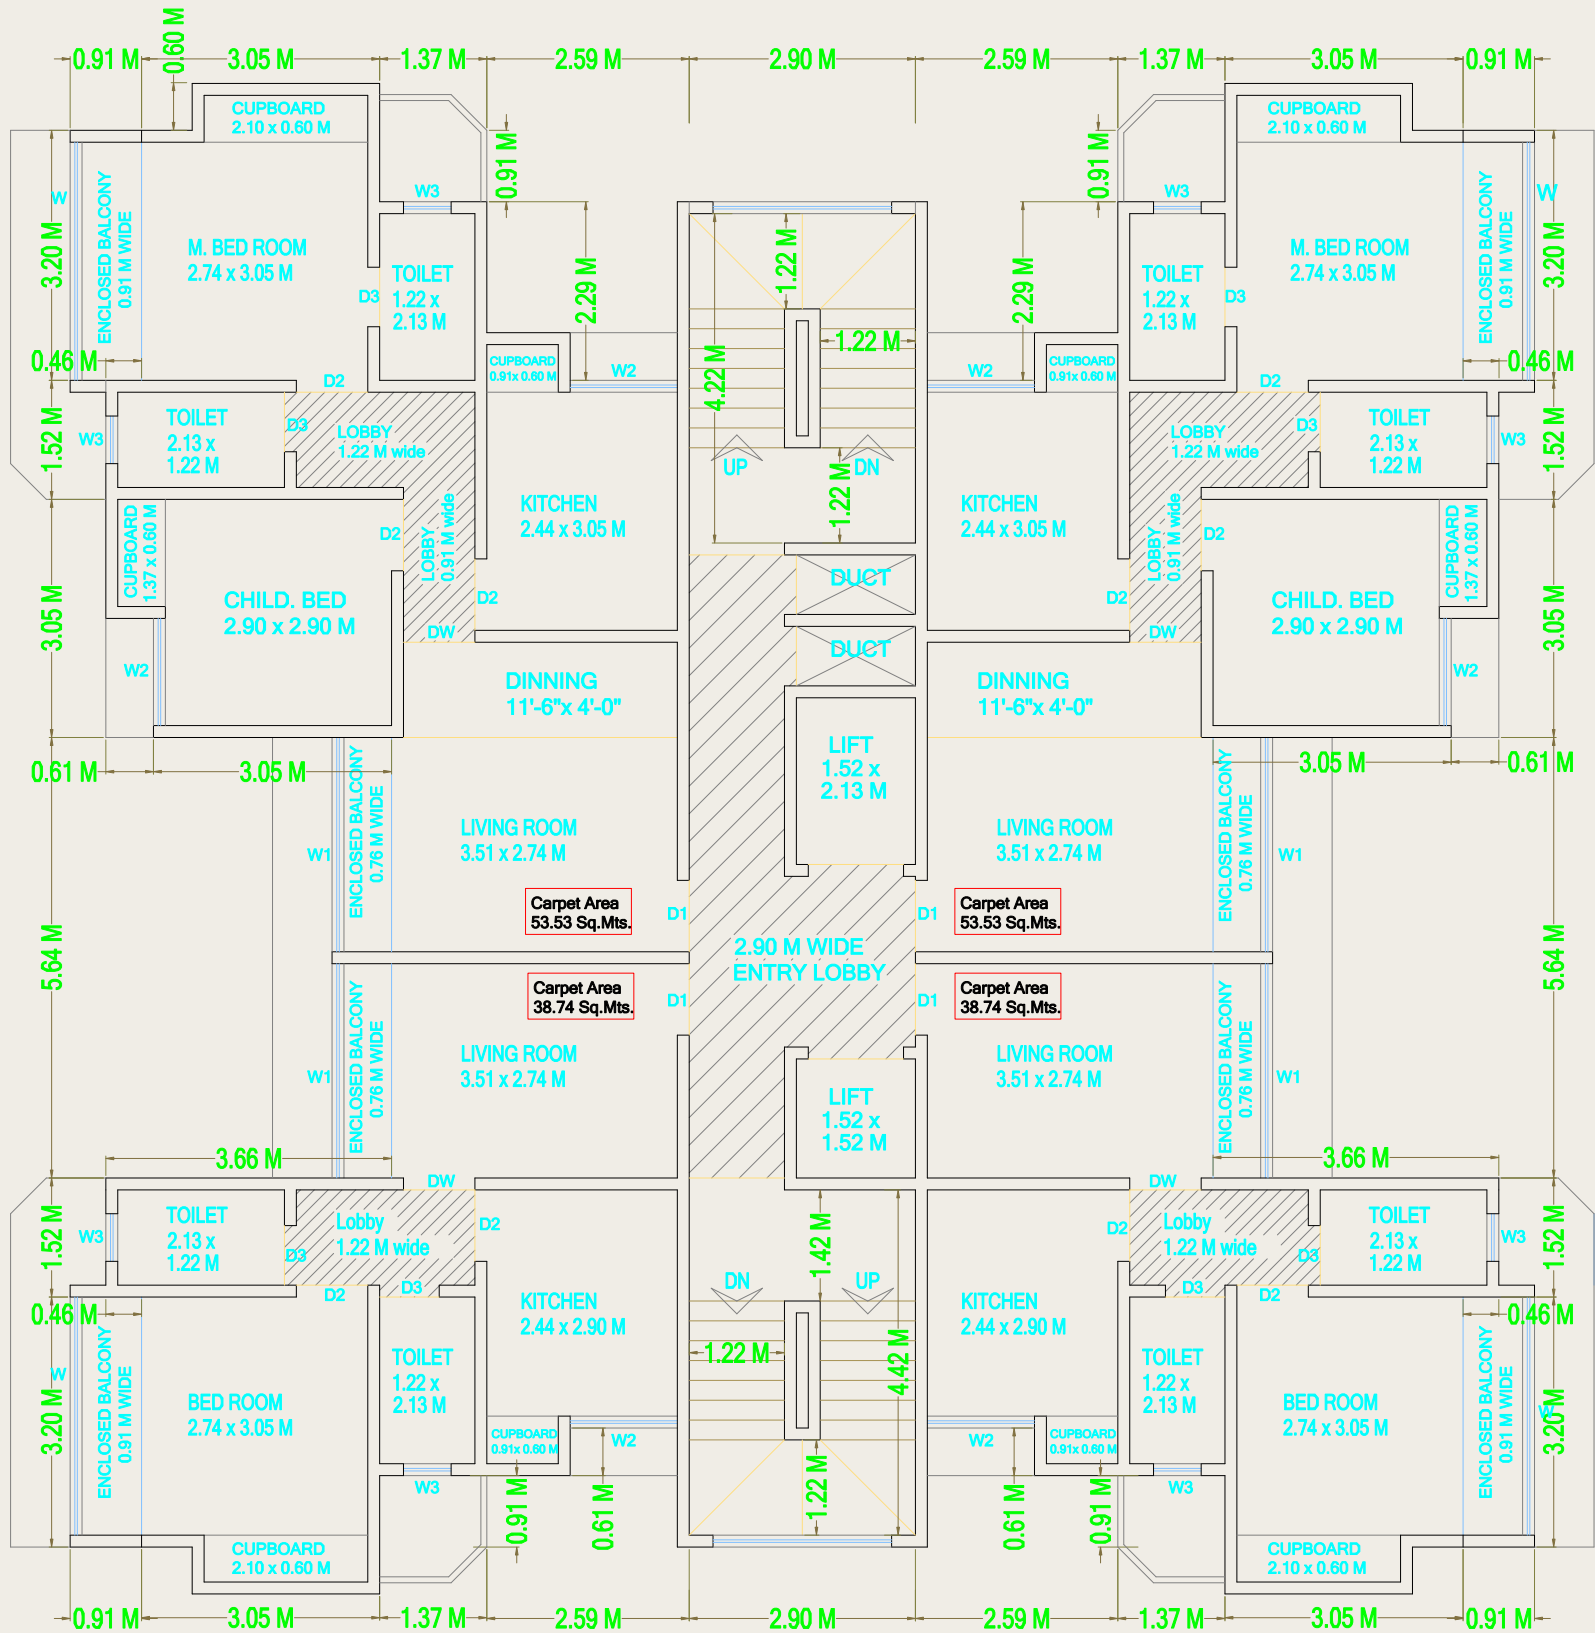 0.91 M
3.05 M
1.37 M
2.59 M
2.90 M
2.59 M
1.37 M
3.05 M
0.91 M
0.60 M
CUPBOARD
2.10 x 0.60 M
CUPBOARD
2.10 x 0.60 M
0.91 M
0.91 M
W
ENCLOSED BALCONY
0.91 M WIDE
3.20 M
W3
W3
W
ENCLOSED BALCONY
0.91 M WIDE
3.20 M
M. BED ROOM
2.74 x 3.05 M
M. BED ROOM
2.74 x 3.05 M
TOILET
1.22 x
2.13 M
TOILET
1.22 x
2.13 M
D3
D3
2.29 M
1.22 M
2.29 M
4.22 M
1.22 M
0.46 M
0.46 M
CUPBOARD
0.91x 0.60 M
CUPBOARD
0.91x 0.60 M
W2
W2
D2
D2
TOILET
2.13 x
1.22 M
D3
LOBBY
1.22 M wide
LOBBY
1.22 M wide
D3
TOILET
2.13 x
1.22 M
W3
W3
1.52 M
1.52 M
UP
DN
1.22 M
KITCHEN
2.44 x 3.05 M
KITCHEN
2.44 x 3.05 M
LOBBY
0.91 M wide
LOBBY
0.91 M wide
D2
D2
CUPBOARD
1.37 x 0.60 M
CUPBOARD
1.37 x 0.60 M
3.05 M
3.05 M
CHILD. BED
2.90 x 2.90 M
CHILD. BED
2.90 x 2.90 M
D2
D2
DW
DW
DUCT
DUCT
W2
W2
DINNING
11'-6"x 4'-0"
DINNING
11'-6"x 4'-0"
0.61 M
3.05 M
3.05 M
0.61 M
LIFT
1.52 x
2.13 M
ENCLOSED BALCONY
0.76 M WIDE
ENCLOSED BALCONY
0.76 M WIDE
W1
W1
LIVING ROOM
3.51 x 2.74 M
LIVING ROOM
3.51 x 2.74 M
Carpet Area
53.53 Sq.Mts.
Carpet Area
53.53 Sq.Mts.
D1
D1
5.64 M
5.64 M
2.90 M WIDE
ENTRY LOBBY
Carpet Area
38.74 Sq.Mts.
Carpet Area
38.74 Sq.Mts.
D1
D1
ENCLOSED BALCONY
0.76 M WIDE
ENCLOSED BALCONY
0.76 M WIDE
W1
W1
LIVING ROOM
3.51 x 2.74 M
LIVING ROOM
3.51 x 2.74 M
LIFT
1.52 x
1.52 M
3.66 M
3.66 M
DW
DW
TOILET
2.13 x
1.22 M
Lobby
1.22 M wide
Lobby
1.22 M wide
TOILET
2.13 x
1.22 M
W3
W3
D3
D3
D2
D2
1.52 M
1.52 M
1.42 M
DN
UP
D2
D3
D3
D2
0.46 M
0.46 M
KITCHEN
2.44 x 2.90 M
KITCHEN
2.44 x 2.90 M
1.22 M
4.42 M
TOILET
1.22 x
2.13 M
TOILET
1.22 x
2.13 M
W
ENCLOSED BALCONY
0.91 M WIDE
3.20 M
BED ROOM
2.74 x 3.05 M
BED ROOM
2.74 x 3.05 M
ENCLOSED BALCONY
0.91 M WIDE
W
3.20 M
CUPBOARD
0.91x 0.60 M
CUPBOARD
0.91x 0.60 M
W2
W2
W3
W3
0.91 M
0.61 M
1.22 M
0.61 M
0.91 M
CUPBOARD
2.10 x 0.60 M
CUPBOARD
2.10 x 0.60 M
0.91 M
3.05 M
1.37 M
2.59 M
2.90 M
2.59 M
1.37 M
3.05 M
0.91 M